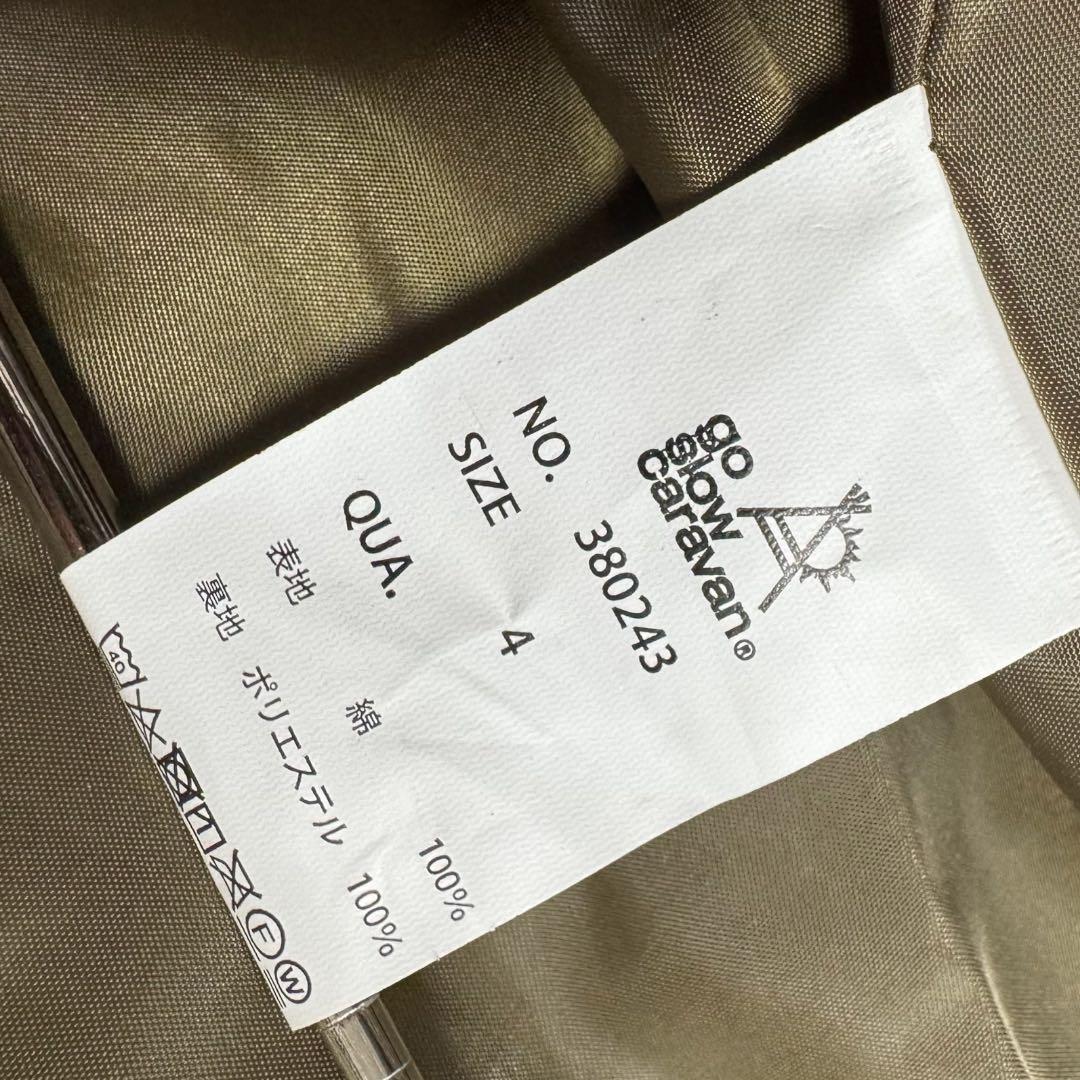 go
slow
caravan®
NO. 380243
SIZE 4
QUA.
表地 綿 100%
裏地 ポリエステル 100%
40 F W